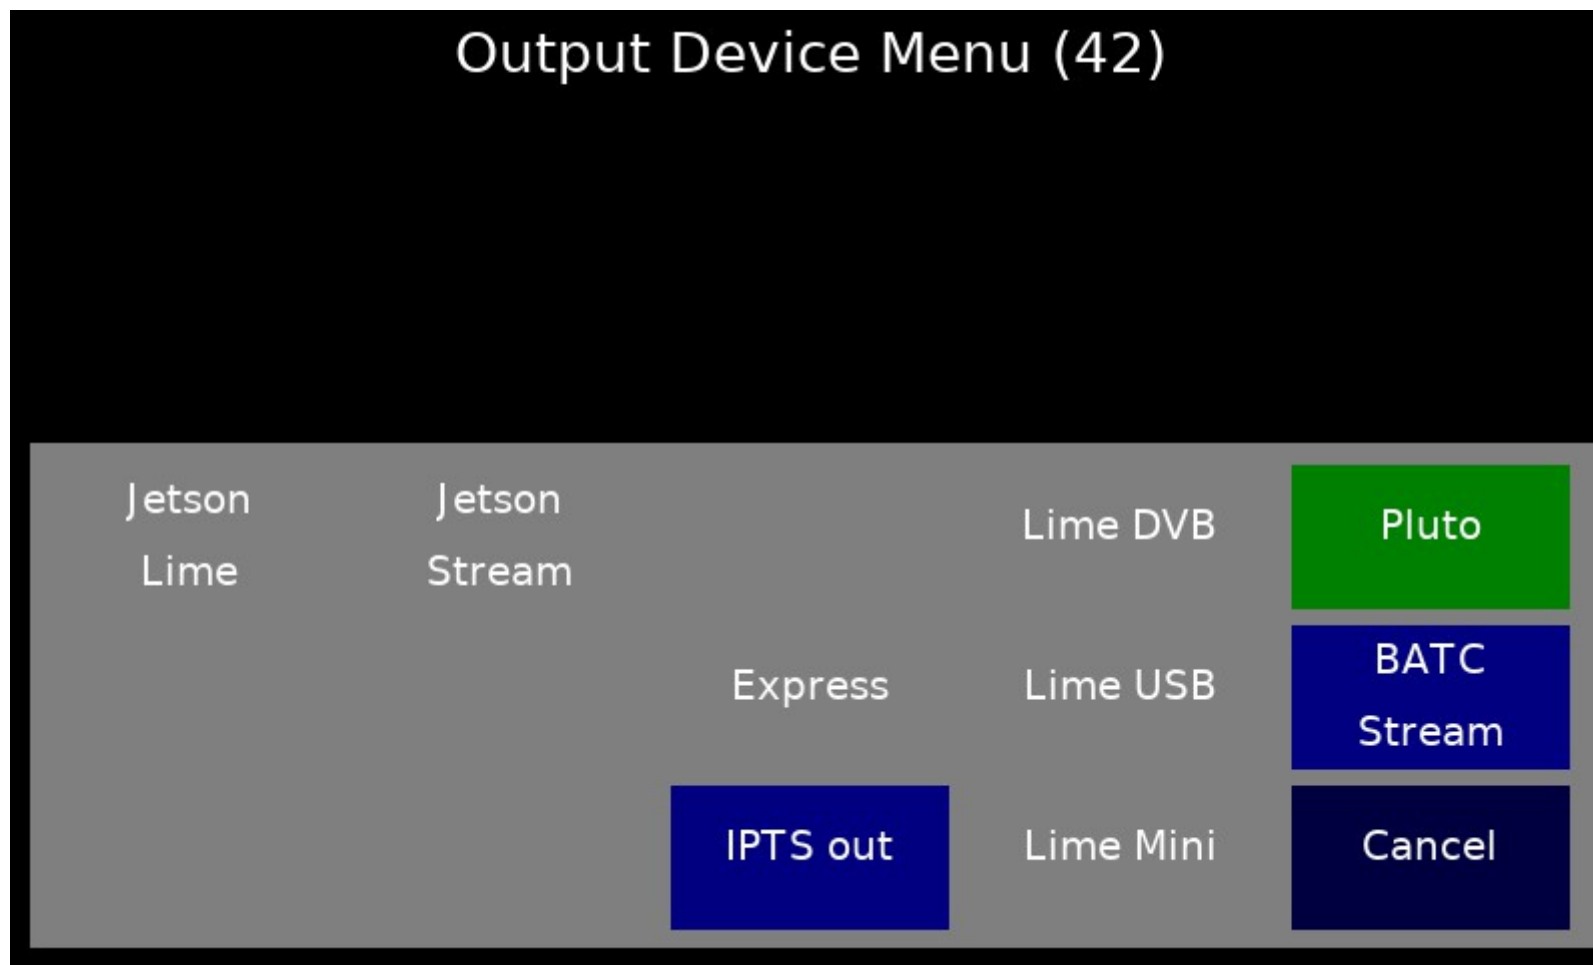 Output Device Menu (42)
Jetson
Lime
Jetson
Stream
Lime DVB
Pluto
Express
Lime USB
BATC
Stream
IPTS out
Lime Mini
Cancel